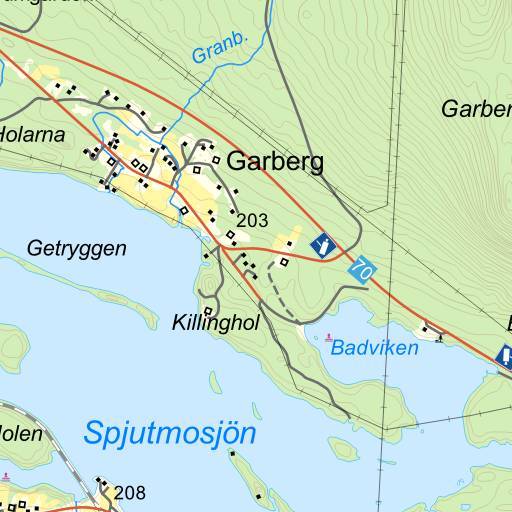 Granb.
Garber
Holarna
Garberg
203
Getryggen
70
Killinghol
Badviken
Spjutmosjön
Holen
208